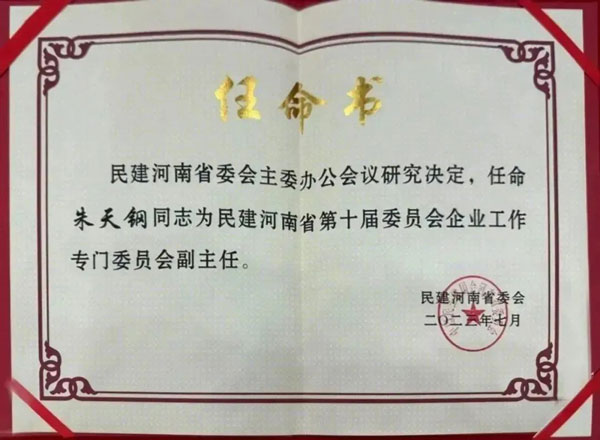 任命书
民建河南省委会主委办公会议研究决定，任命
朱天钢同志为民建河南省第十届委员会企业工作
专门委员会副主任。
民建河南省委会
二〇二三年七月